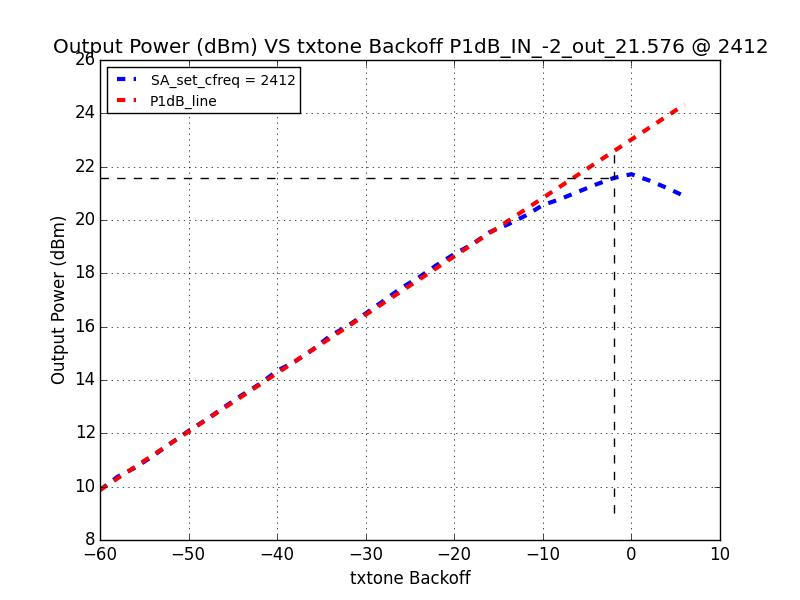 Output Power (dBm) VS txtone Backoff P1dB_IN_-2_out_21.576 @ 2412
SA_set_cfreq = 2412
P1dB_line
26
24
22
20
18
16
14
12
10
8
Output Power (dBm)
−60 −50 −40 −30 −20 −10 0 10
txtone Backoff